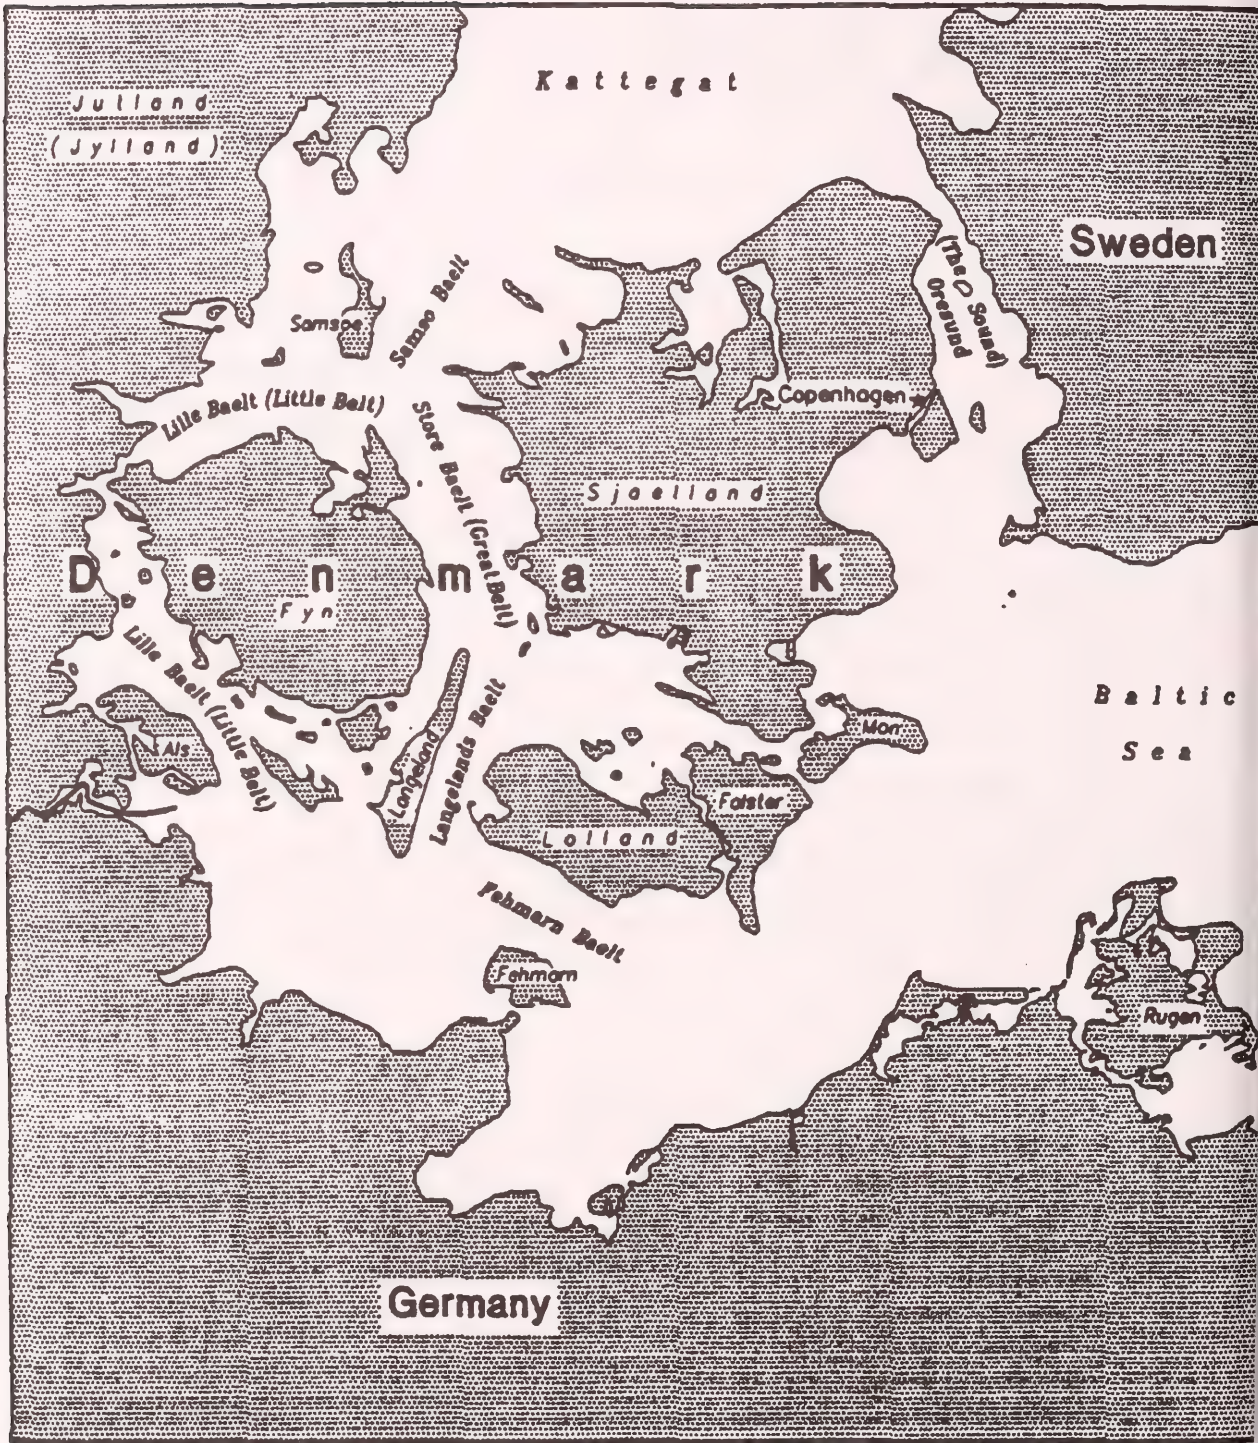 Kattegat
Jutland
(Jylland)
Sweden
(The Sound)
Oresund
Samsoe
Samso Baelt
Lille Baelt (Little Belt)
Store Baelt (Great Belt)
Copenhagen
Sjaelland
Denmark
Fyn
Lille Baelt (Little Belt)
Baltic
Sea
Als
Langeland
Langelands Baelt
Mon
Falster
Lolland
Fehmarn Baelt
Fehmarn
Rugen
Germany